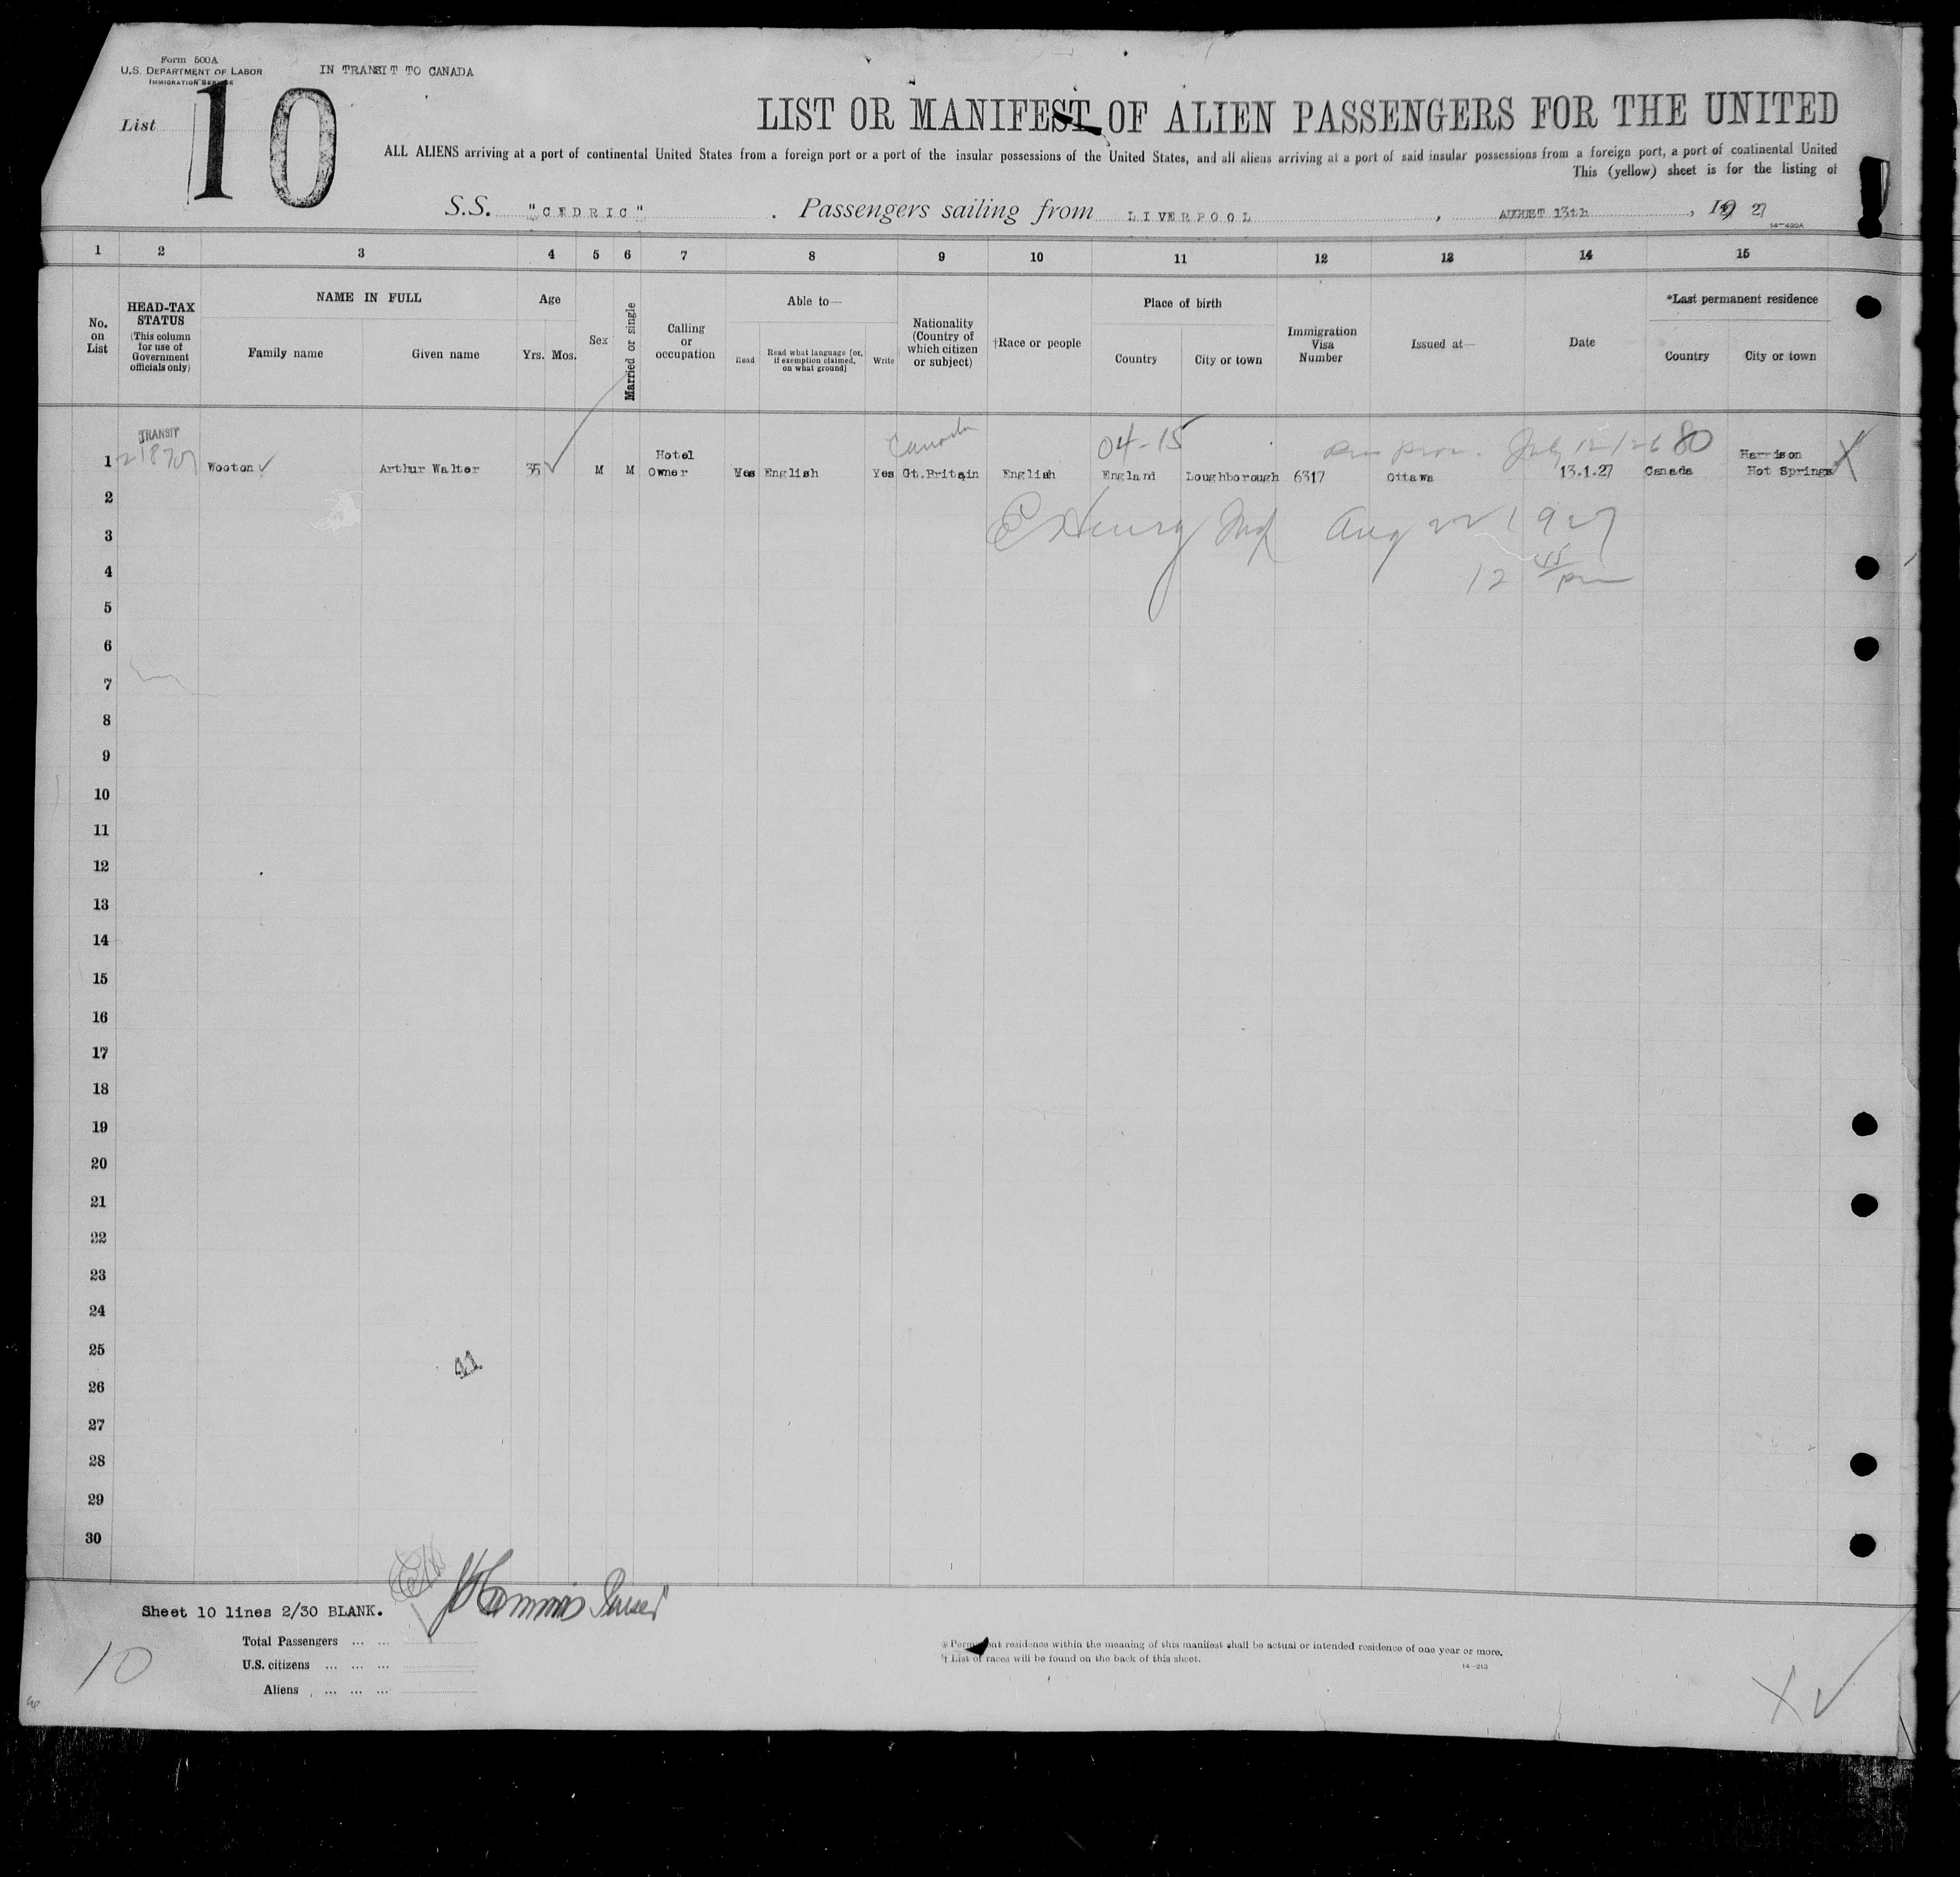 Form 500A
U.S. DEPARTMENT OF LABOR
IMMIGRATION SERVICE
IN TRANSIT TO CANADA
List 10
LIST OR MANIFEST OF ALIEN PASSENGERS FOR THE UNITED
ALL ALIENS arriving at a port of continental United States from a foreign port or a port of the insular possessions of the United States, and all aliens arriving at a port of said insular possessions from a foreign port, a port of continental United
This (yellow) sheet is for the listing of
S.S. "CEDRIC" . Passengers sailing from LIVERPOOL , AUGUST 13th , 1927
14—400A
1 2 3 4 5 6 7 8 9 10 11 12 13 14 15
No. on List
HEAD-TAX STATUS
(This column for use of Government officials only)
NAME IN FULL
Family name Given name
Age
Yrs. Mos.
Sex
Married or single
Calling or occupation
Able to—
Read
Read what language [or, if exemption claimed, on what ground]
Write
Nationality (Country of which citizen or subject)
†Race or people
Place of birth
Country City or town
Immigration Visa Number
Issued at—
Date
*Last permanent residence
Country City or town
TRANSIT
Canada 04-15 July 12/26 80
1 Wooton Arthur Walter 35 M M Hotel Owner Yes English Yes Gt.Britain English England Loughborough 6317 Ottawa 13.1.27 Canada Harrison Hot Springs X
2
3 Henry Aug 22 1927
4 12 45 pm
5
6
7
8
9
10
11
12
13
14
15
16
17
18
19
20
21
22
23
24
25
41
26
27
28
29
30
Sheet 10 lines 2/30 BLANK.
Purser
Total Passengers ... ...
U.S. citizens ... ... ...
Aliens ... ... ...
10
* Permanent residence within the meaning of this manifest shall be actual or intended residence of one year or more.
† List of races will be found on the back of this sheet.
14—213
X